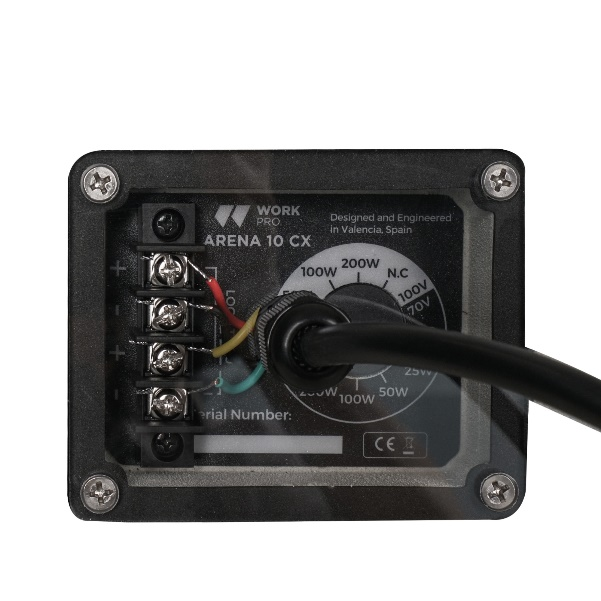 WORK
PRO
Designed and Engineered
in Valencia, Spain
ARENA 10 CX
200W
100W
N.C
100V
70V
+
-
+
-
25W
50W
100W
Number:
CE